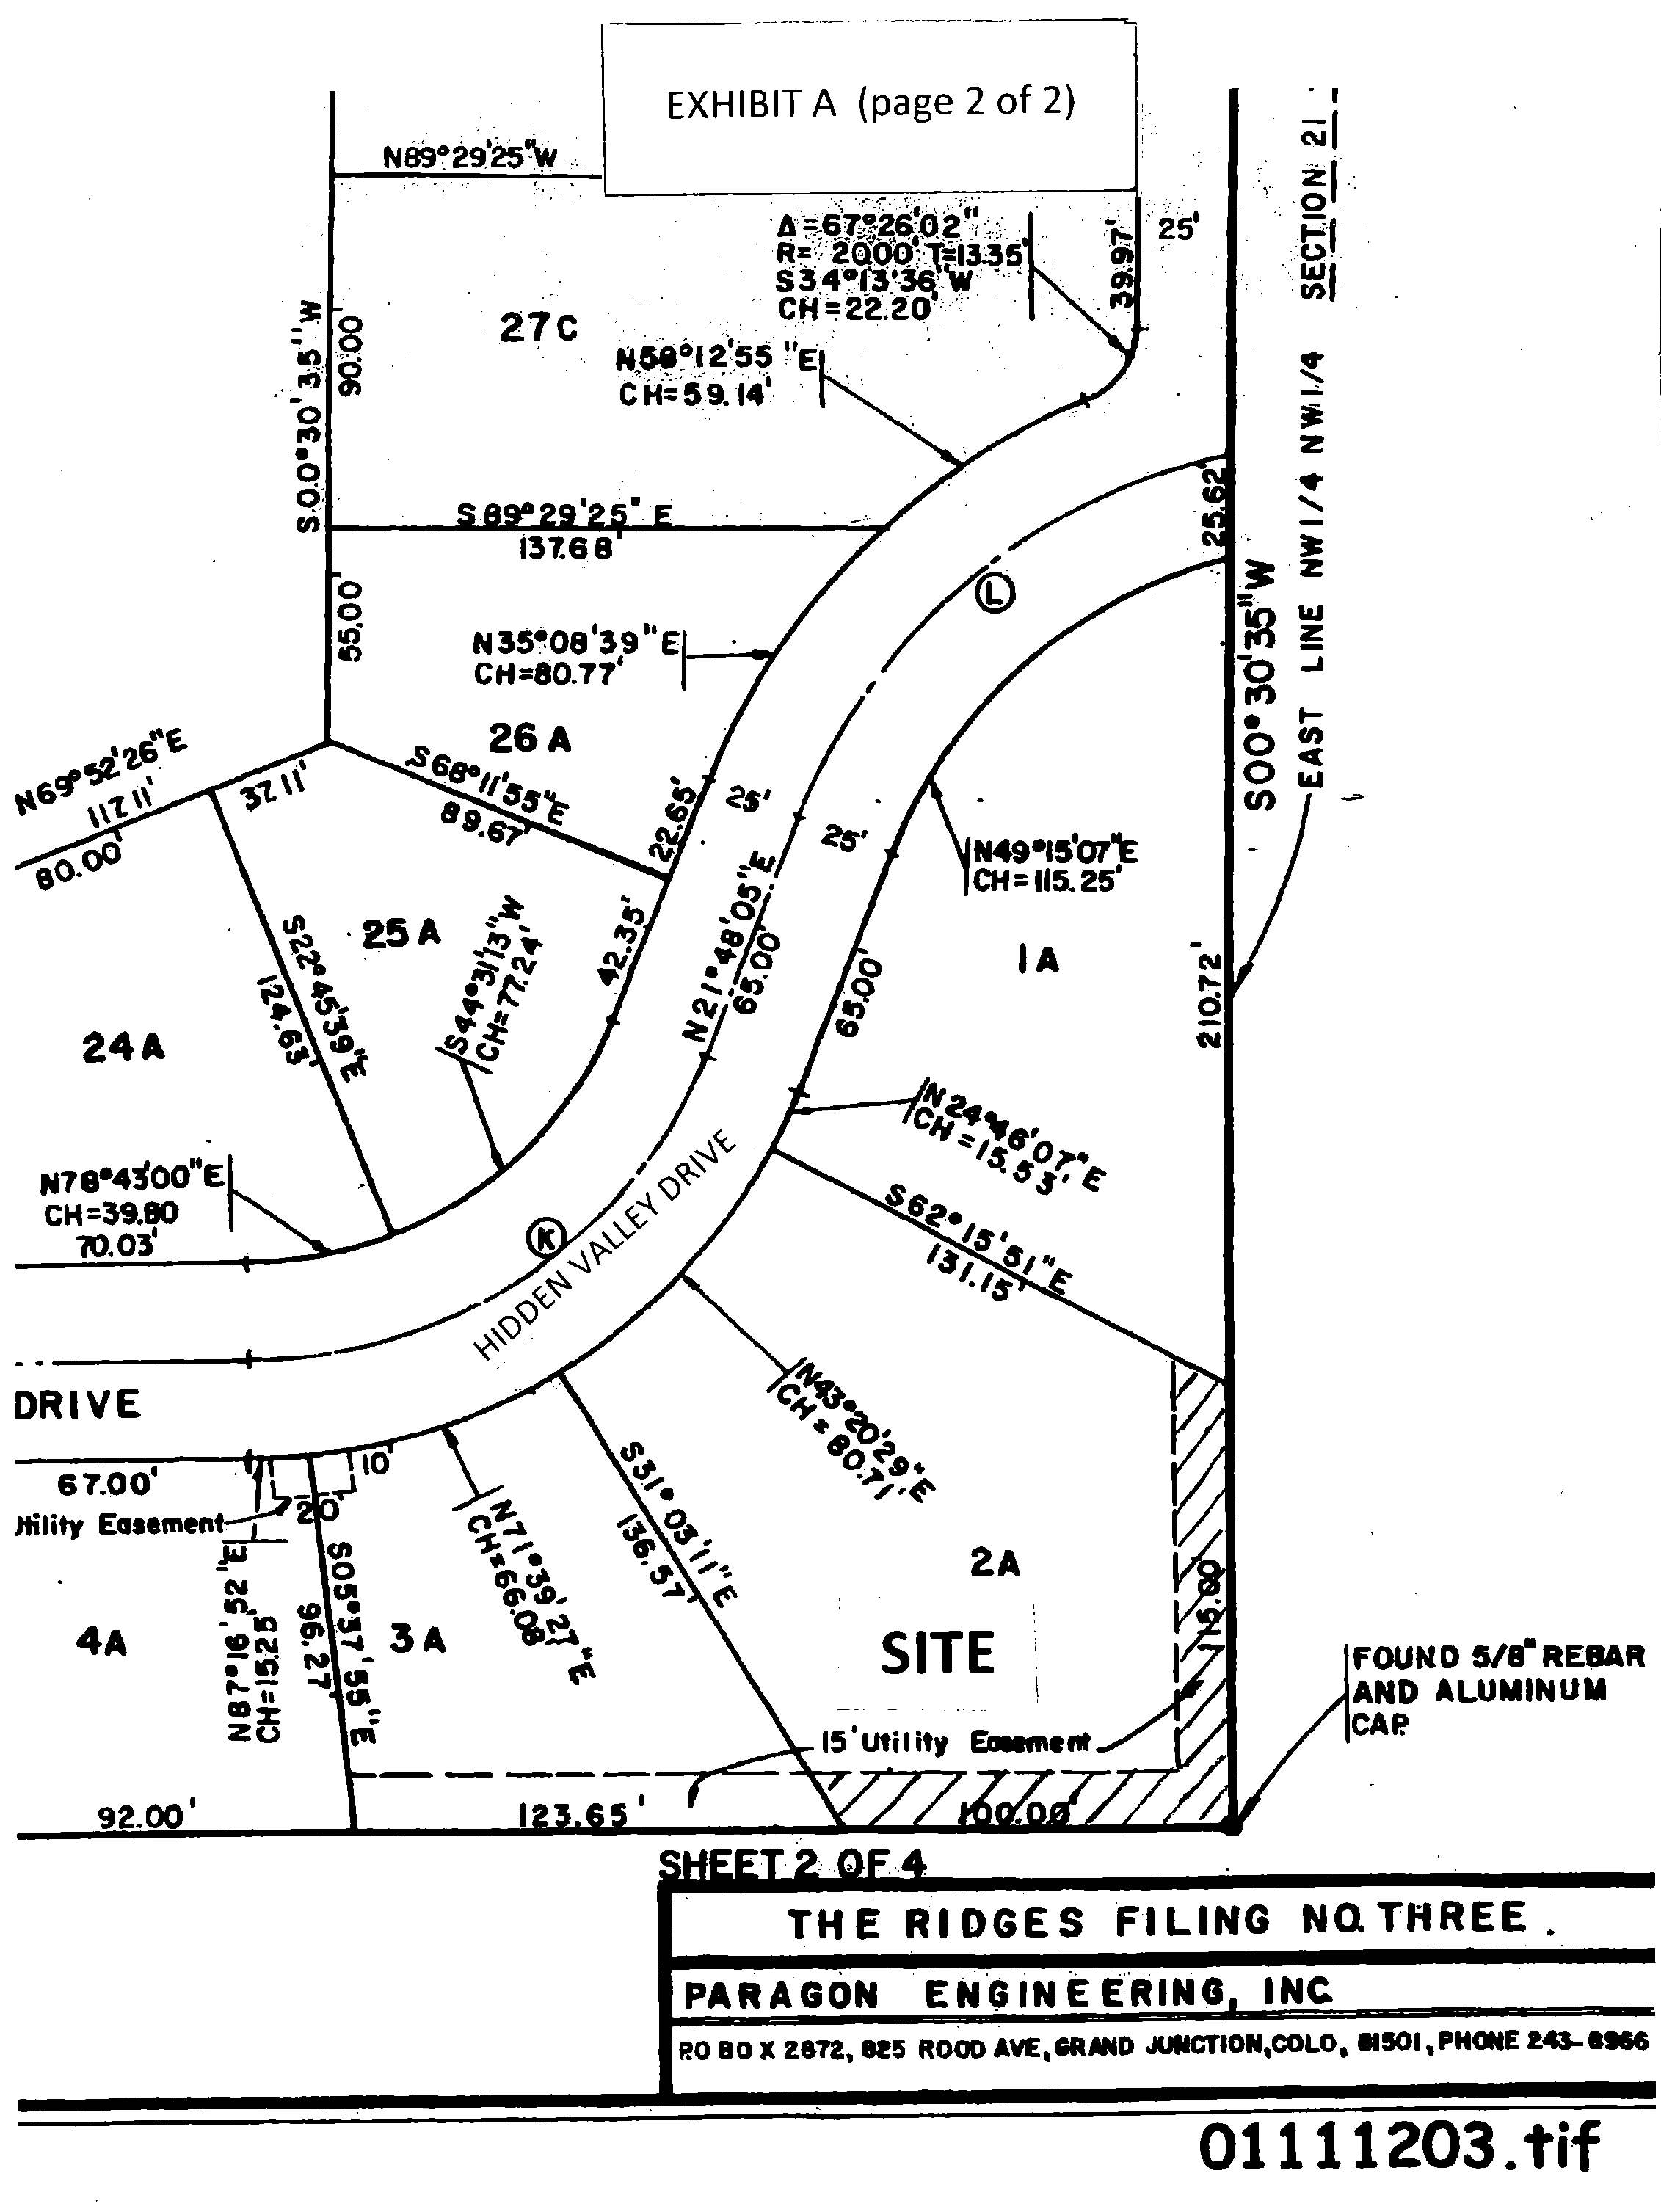 EXHIBIT A (page 2 of 2)
N89°29'25"W
Δ=67°26'02"
R= 20.00' T=13.35'
S34°13'36"W
CH=22.20'
39.97'
25'
SECTION 21
27C
S00°30'35"W
90.00'
CH=59.14'
S89°29'25"E
137.68'
25.62'
EAST LINE NW1/4 NW1/4
S00°30'35"W
55.00'
L
N35°08'39"E
CH=80.77'
26A
N69°52'26"E
117.11'
37.11'
80.00'
S68°11'55"E
89.67'
22.65'
25'
25'
N49°15'07"E
CH=115.25'
25A
S22°45'39"E
124.63'
S44°31'13"W
CH=77.24'
42.35'
N21°48'05"E
65.00'
65.00'
1A
210.72'
24A
N24°46'07"E
CH=15.53'
N78°43'00"E
CH=39.80
70.03'
K
HIDDEN VALLEY DRIVE
S62°15'51"E
131.15'
DRIVE
N43°20'29"E
CH=80.71'
67.00'
10'
20'
Utility Easement
S31°03'11"E
136.57'
N71°39'27"E
CH=66.08
N87°16'52"E
CH=15.25'
96.27'
4A
3A
2A
SITE
115.00'
FOUND 5/8" REBAR
AND ALUMINUM
CAP.
15' Utility Easement
92.00'
123.65'
100.00'
SHEET 2 OF 4
THE RIDGES FILING NO. THREE.
PARAGON ENGINEERING, INC.
P.O. BOX 2872, 825 ROOD AVE, GRAND JUNCTION, COLO, 81501, PHONE 243-8966
01111203.tif